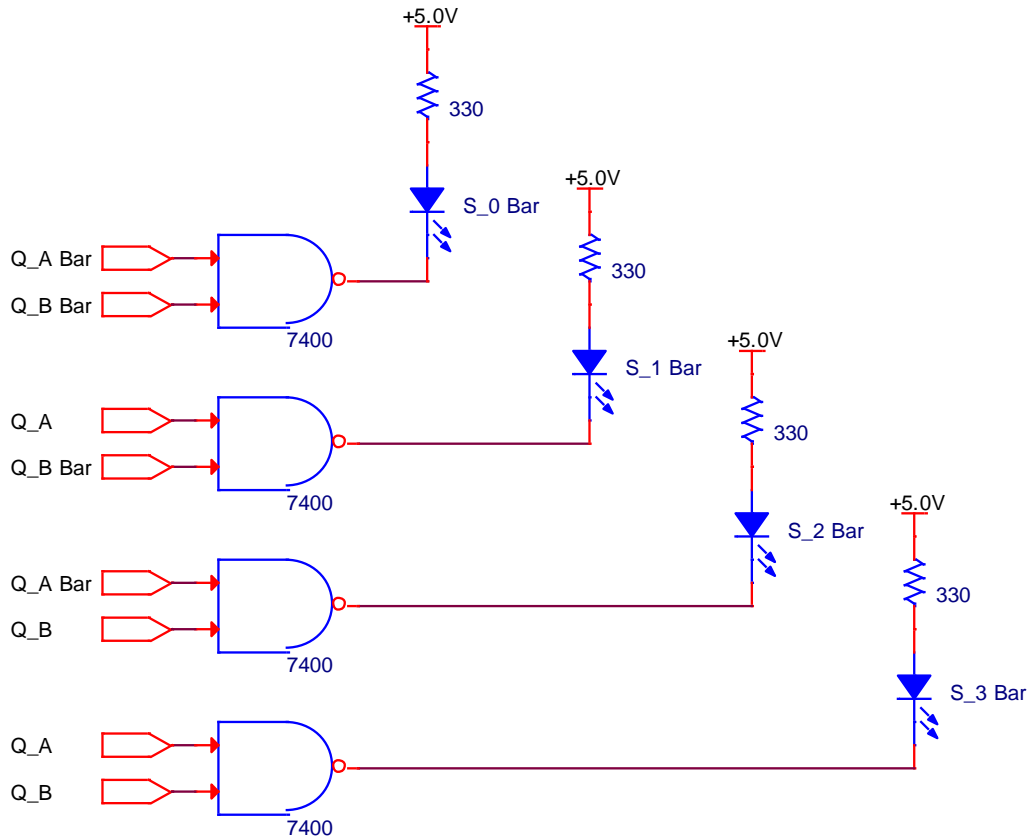 +5.0V
330
S_0 Bar
Q_A Bar
Q_B Bar
7400
+5.0V
330
S_1 Bar
Q_A
Q_B Bar
7400
+5.0V
330
S_2 Bar
Q_A Bar
Q_B
7400
+5.0V
330
S_3 Bar
Q_A
Q_B
7400